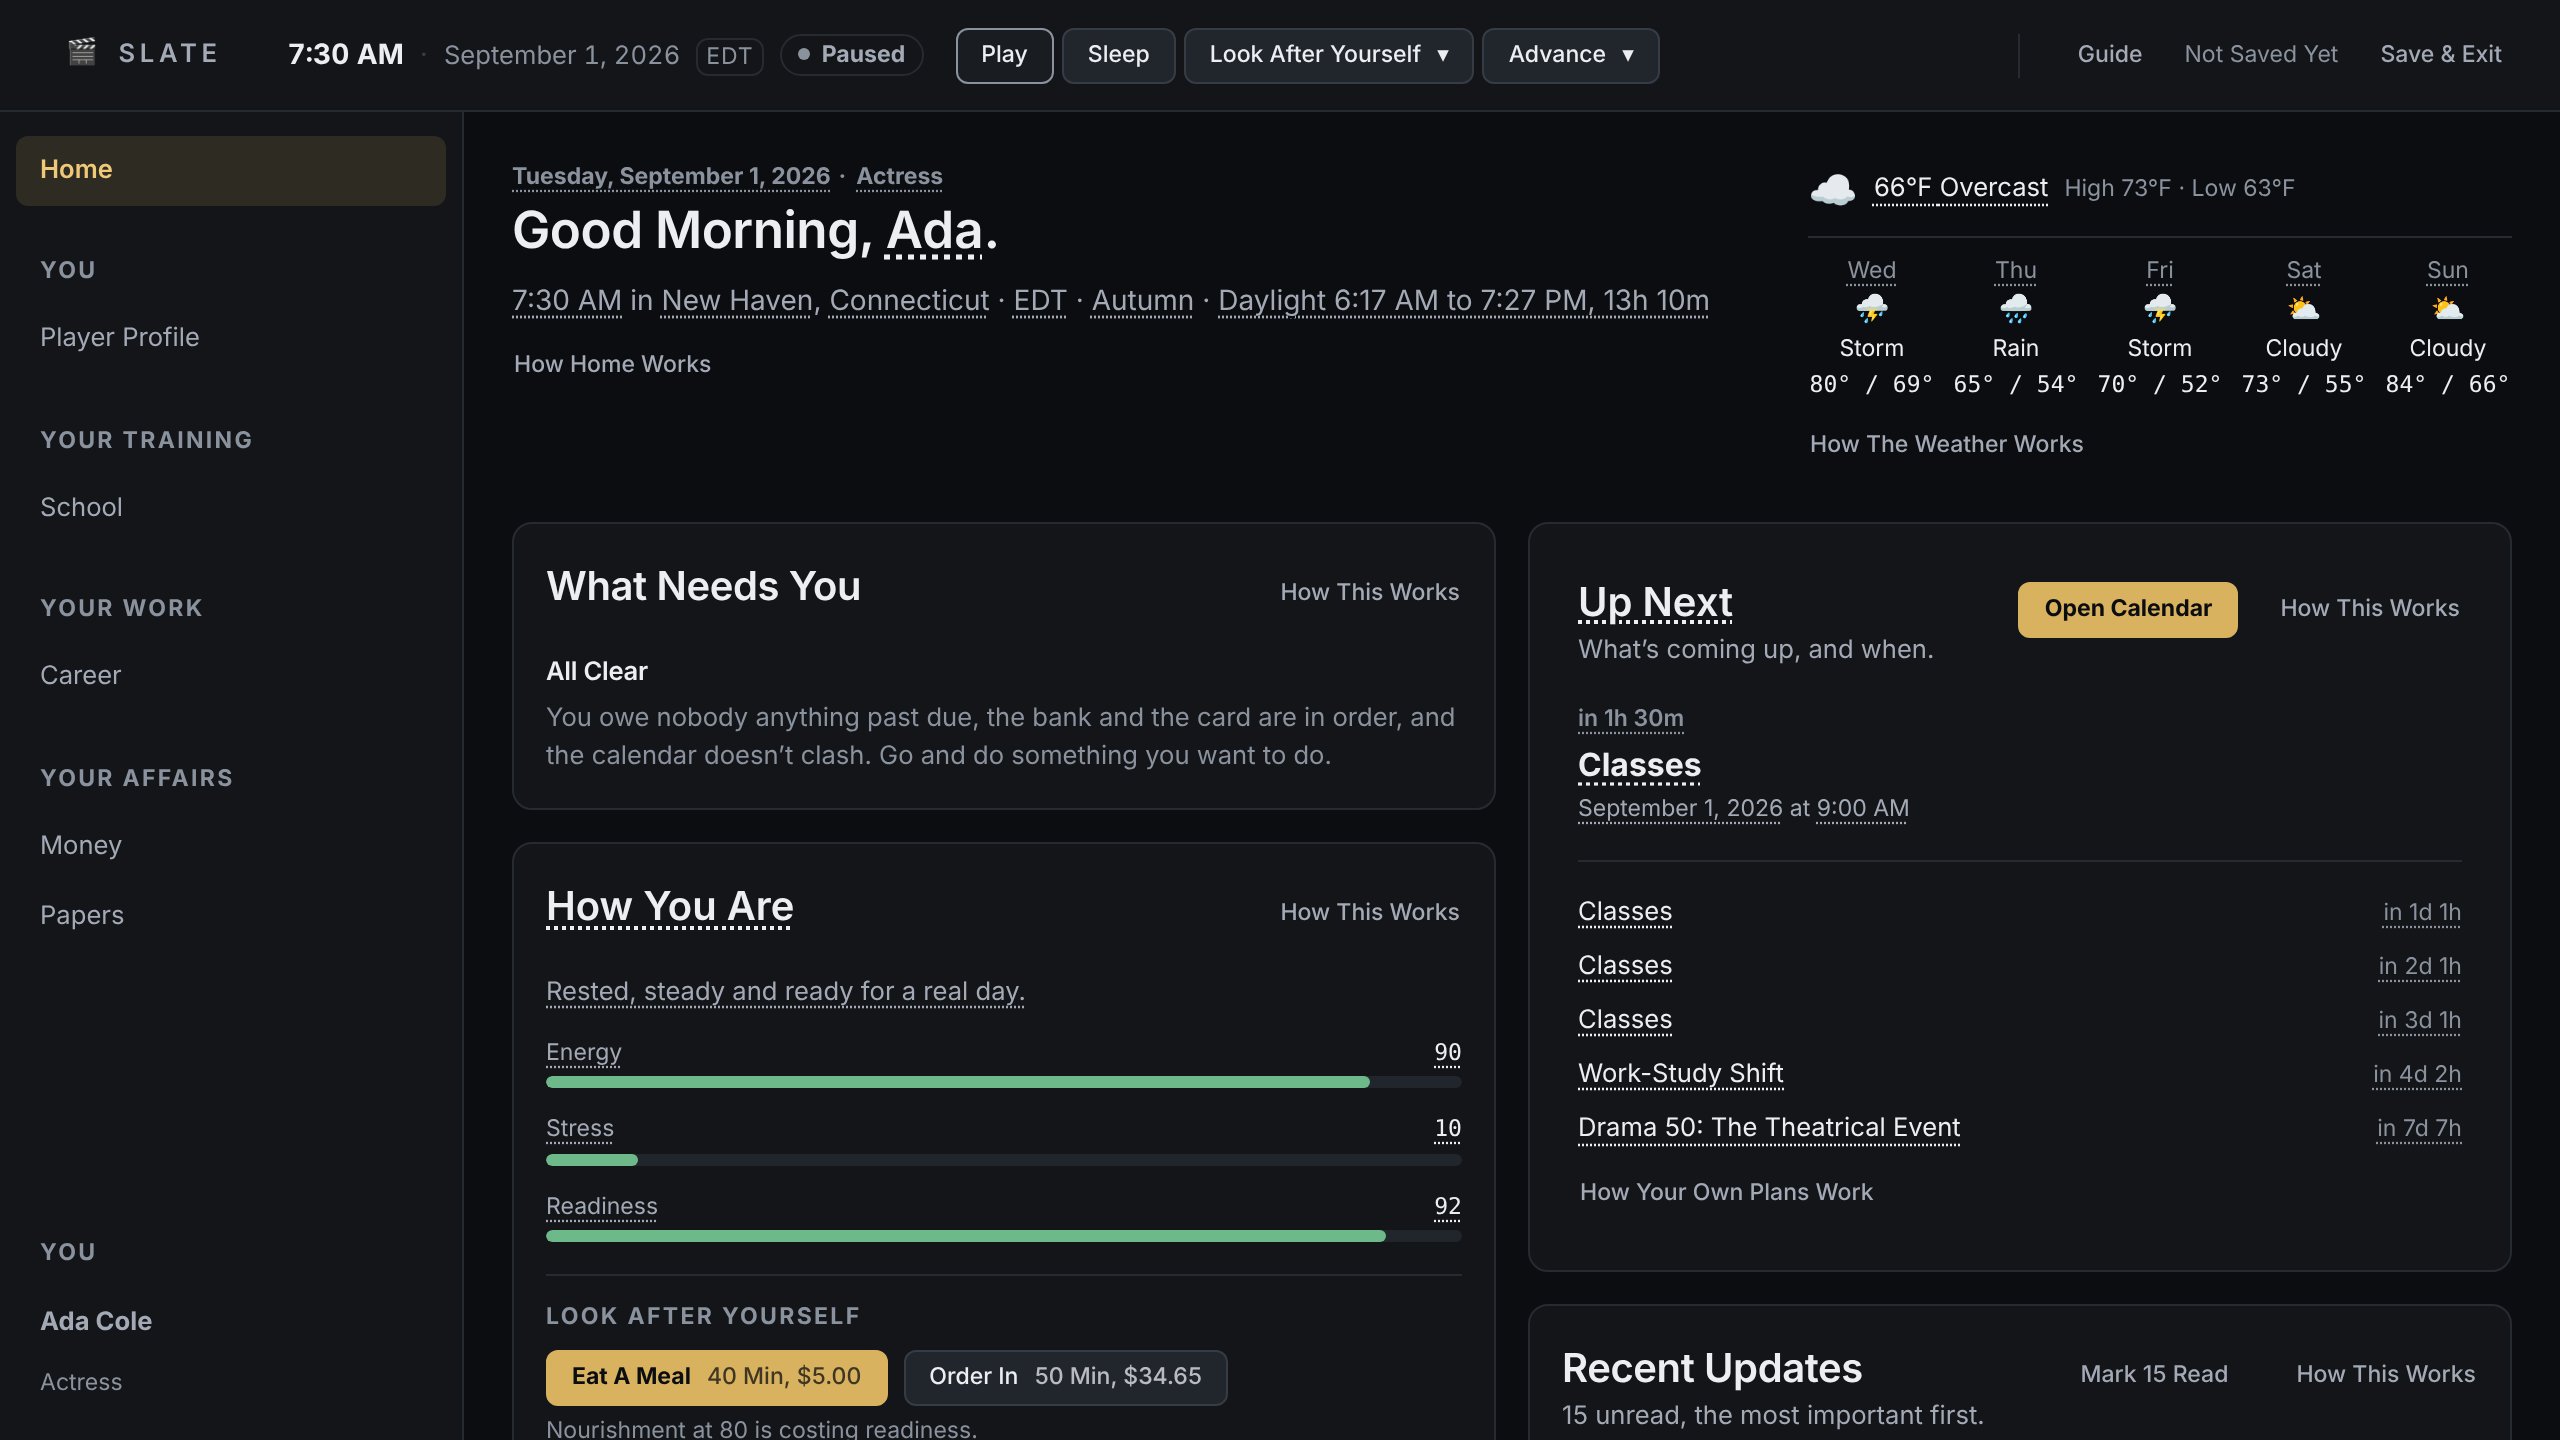 SLATE
7:30 AM · September 1, 2026 EDT Paused
Play
Sleep
Look After Yourself ▾
Advance ▾
Guide
Not Saved Yet
Save & Exit
Home
YOU
Player Profile
YOUR TRAINING
School
YOUR WORK
Career
YOUR AFFAIRS
Money
Papers
YOU
Ada Cole
Actress
Tuesday, September 1, 2026 · Actress
Good Morning, Ada.
7:30 AM in New Haven, Connecticut · EDT · Autumn · Daylight 6:17 AM to 7:27 PM, 13h 10m
How Home Works
66°F Overcast High 73°F · Low 63°F
Wed Thu Fri Sat Sun
Storm Rain Storm Cloudy Cloudy
80° / 69° 65° / 54° 70° / 52° 73° / 55° 84° / 66°
How The Weather Works
What Needs You
How This Works
All Clear
You owe nobody anything past due, the bank and the card are in order, and
the calendar doesn’t clash. Go and do something you want to do.
How You Are
How This Works
Rested, steady and ready for a real day.
Energy 90
Stress 10
Readiness 92
LOOK AFTER YOURSELF
Eat A Meal 40 Min, $5.00
Order In 50 Min, $34.65
Nourishment at 80 is costing readiness.
Up Next
Open Calendar
How This Works
What’s coming up, and when.
in 1h 30m
Classes
September 1, 2026 at 9:00 AM
Classes in 1d 1h
Classes in 2d 1h
Classes in 3d 1h
Work-Study Shift in 4d 2h
Drama 50: The Theatrical Event in 7d 7h
How Your Own Plans Work
Recent Updates
Mark 15 Read
How This Works
15 unread, the most important first.